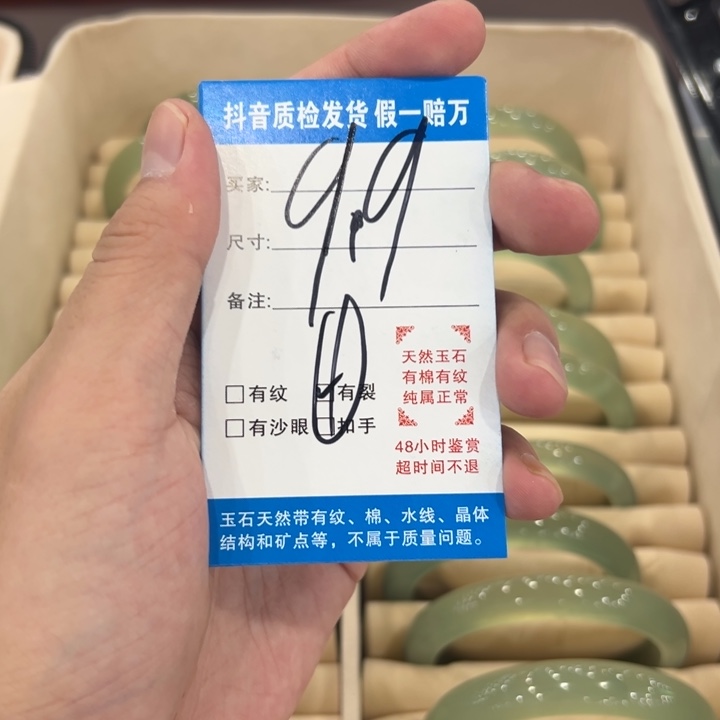 抖音质检发货 假一赔万
买家:
尺寸:
备注:
9.9
□有纹 ☑有裂
□有沙眼 □扣手
天然玉石
有棉有纹
纯属正常
48小时鉴赏
超时间不退
玉石天然带有纹、棉、水线、晶体
结构和矿点等，不属于质量问题。